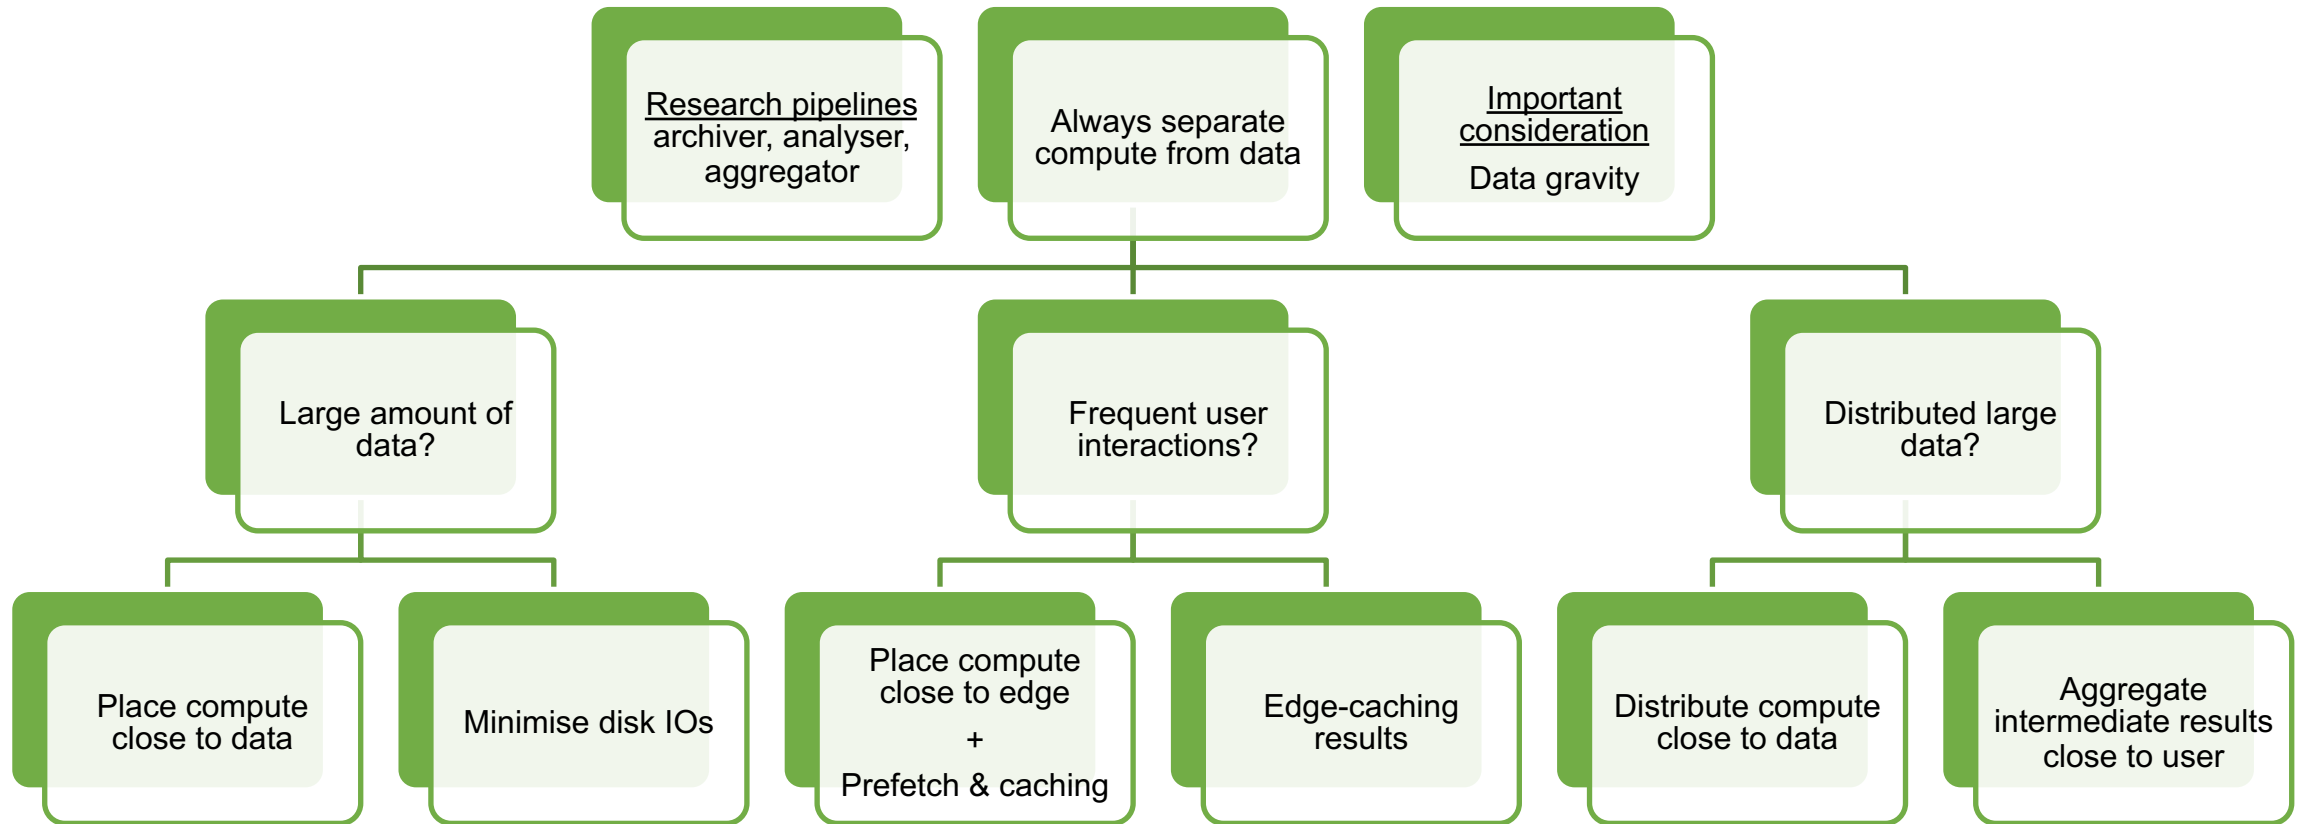 Research pipelines
archiver, analyser,
aggregator
Always separate
compute from data
Important
consideration
Data gravity
Large amount of
data?
Frequent user
interactions?
Distributed large
data?
Place compute
close to data
Minimise disk IOs
Place compute
close to edge
+
Prefetch & caching
Edge-caching
results
Distribute compute
close to data
Aggregate
intermediate results
close to user